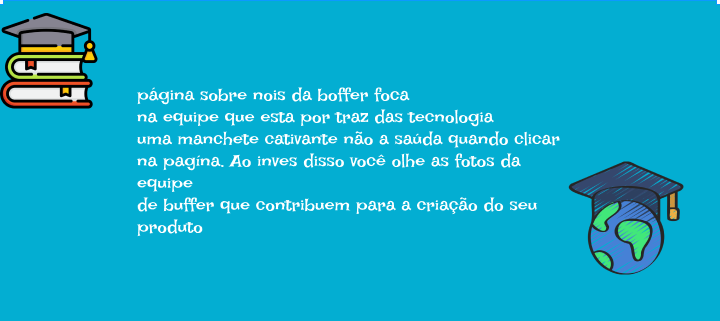 página sobre nois da boffer foca
na equipe que esta por traz das tecnologia
uma manchete cativante não a saúda quando clicar
na pagína. Ao inves disso você olhe as fotos da
equipe
de buffer que contribuem para a criação do seu
produto